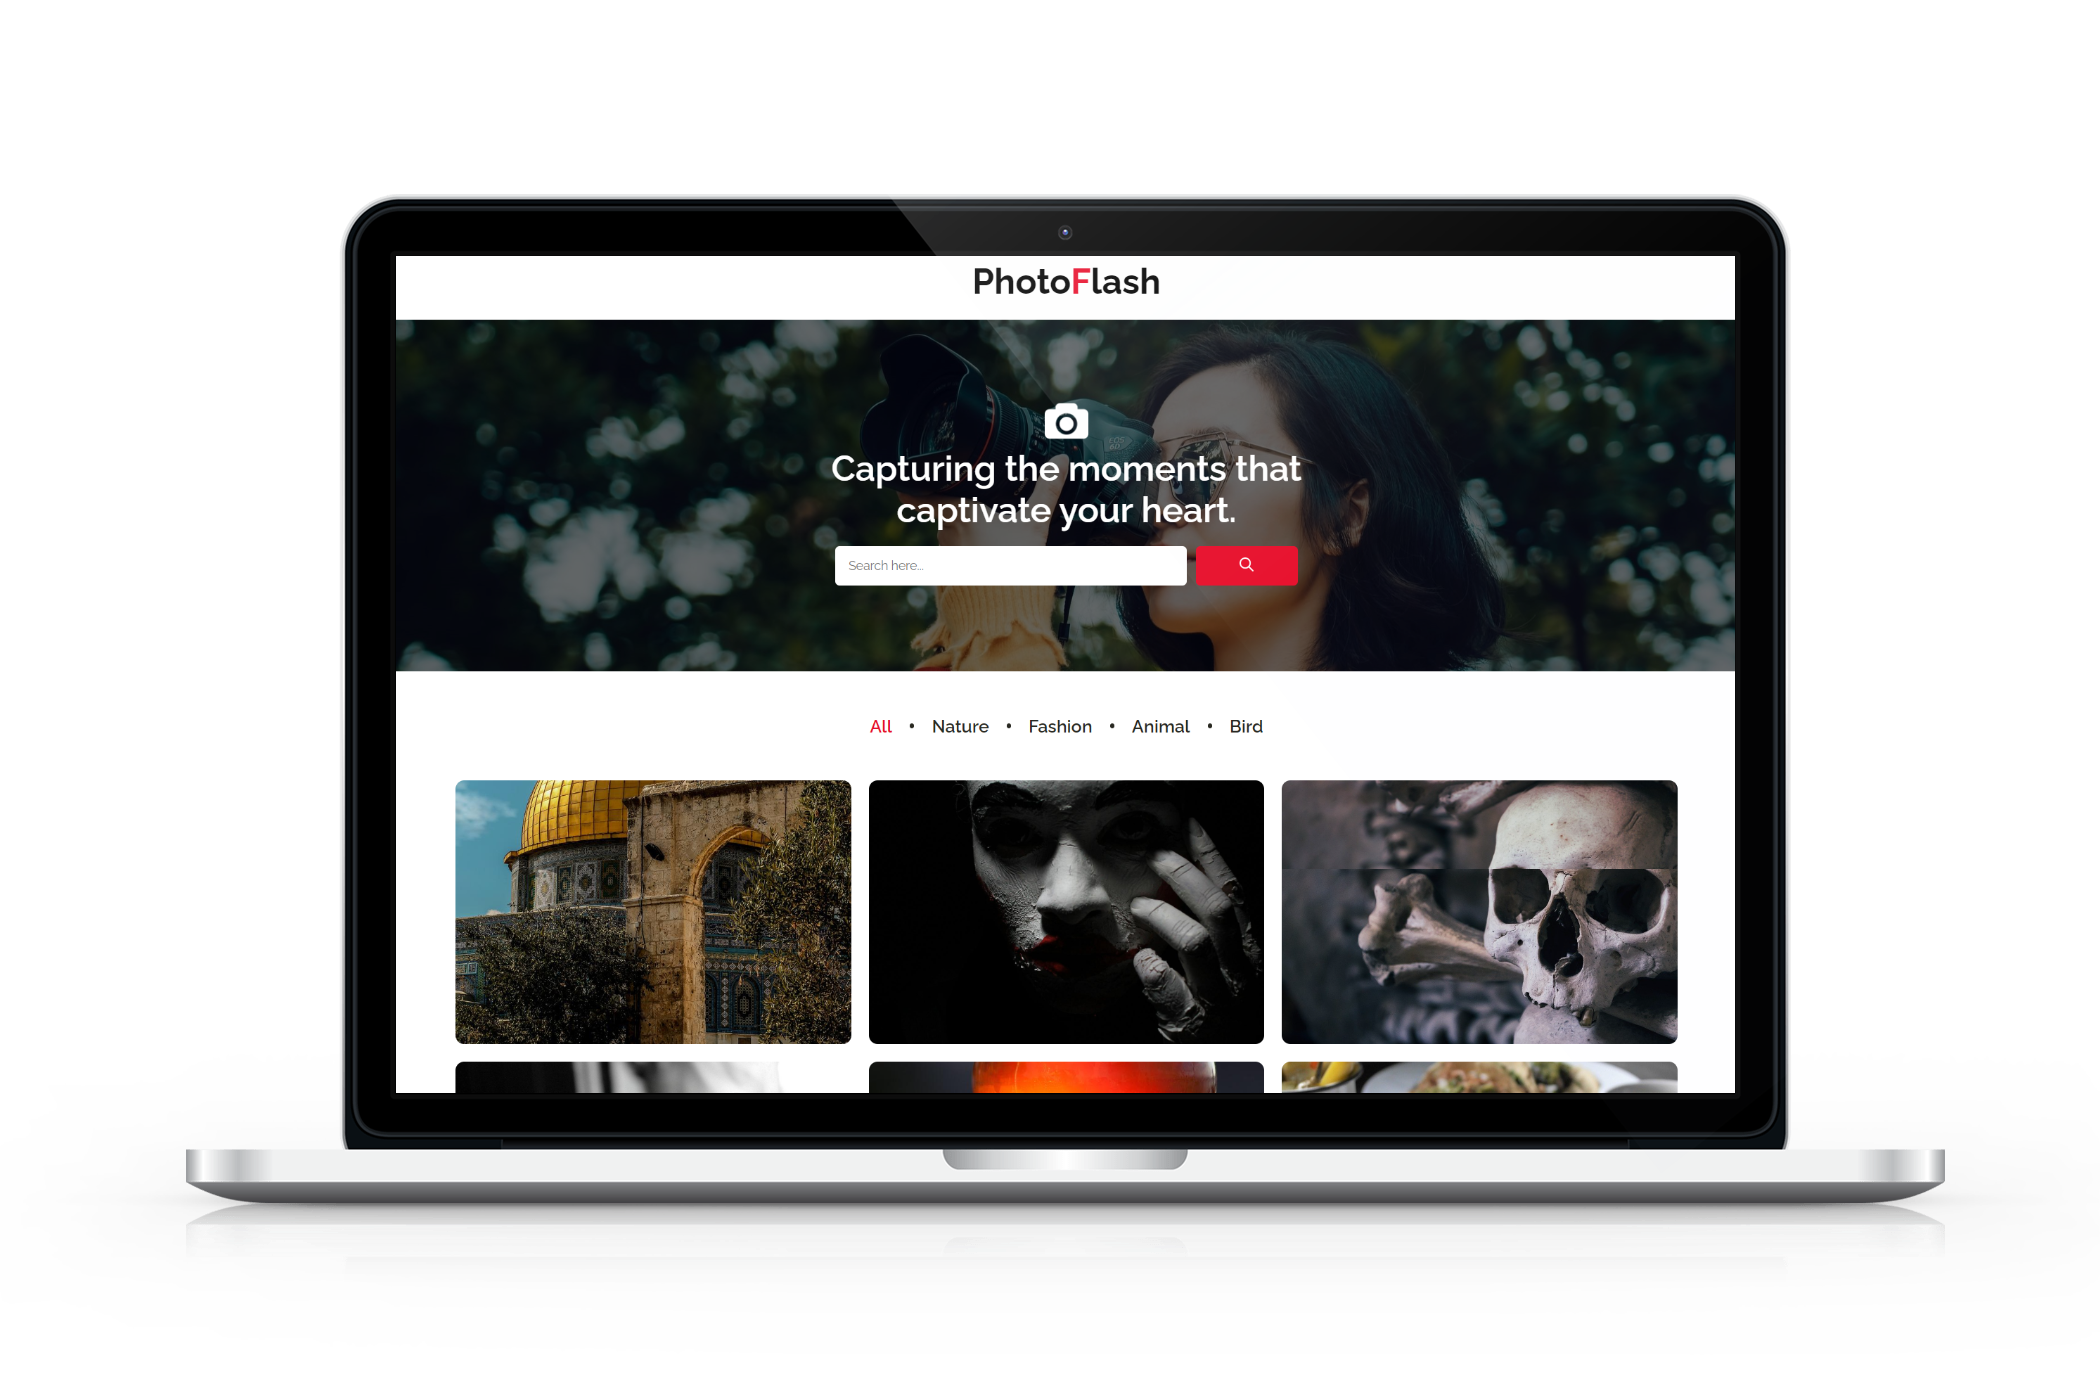 PhotoFlash
Capturing the moments that
captivate your heart.
Search here...
All • Nature • Fashion • Animal • Bird